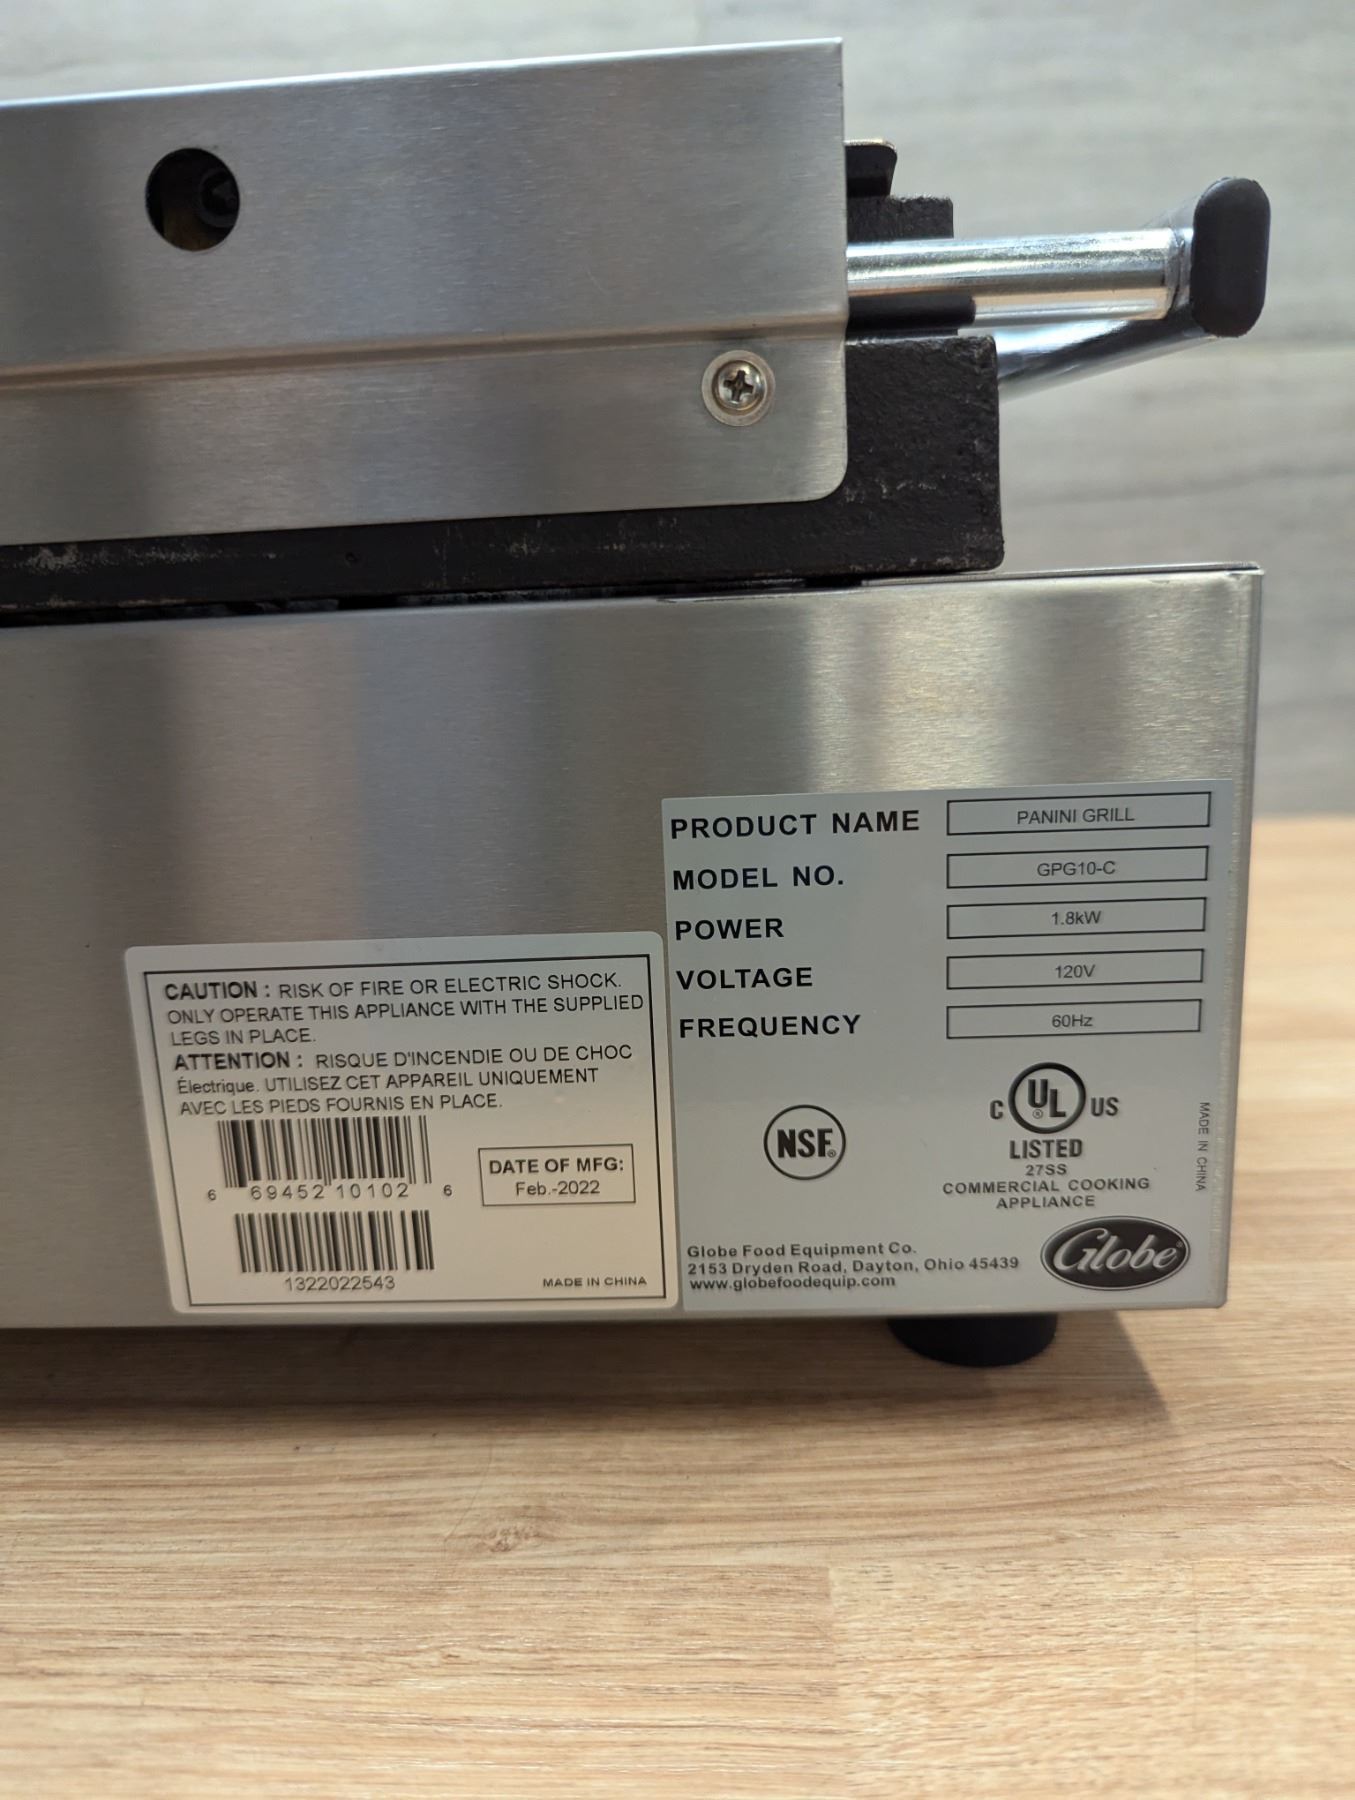 PRODUCT NAME PANINI GRILL
MODEL NO. GPG10-C
POWER 1.8kW
VOLTAGE 120V
FREQUENCY 60Hz
NSF®
C UL® US
LISTED
27SS
COMMERCIAL COOKING
APPLIANCE
MADE IN CHINA
Globe Food Equipment Co.
2153 Dryden Road, Dayton, Ohio 45439
www.globefoodequip.com
Globe®
CAUTION : RISK OF FIRE OR ELECTRIC SHOCK.
ONLY OPERATE THIS APPLIANCE WITH THE SUPPLIED
LEGS IN PLACE.
ATTENTION : RISQUE D'INCENDIE OU DE CHOC
Électrique. UTILISEZ CET APPAREIL UNIQUEMENT
AVEC LES PIEDS FOURNIS EN PLACE.
6 69452 10102 6
DATE OF MFG:
Feb.-2022
1322022543
MADE IN CHINA